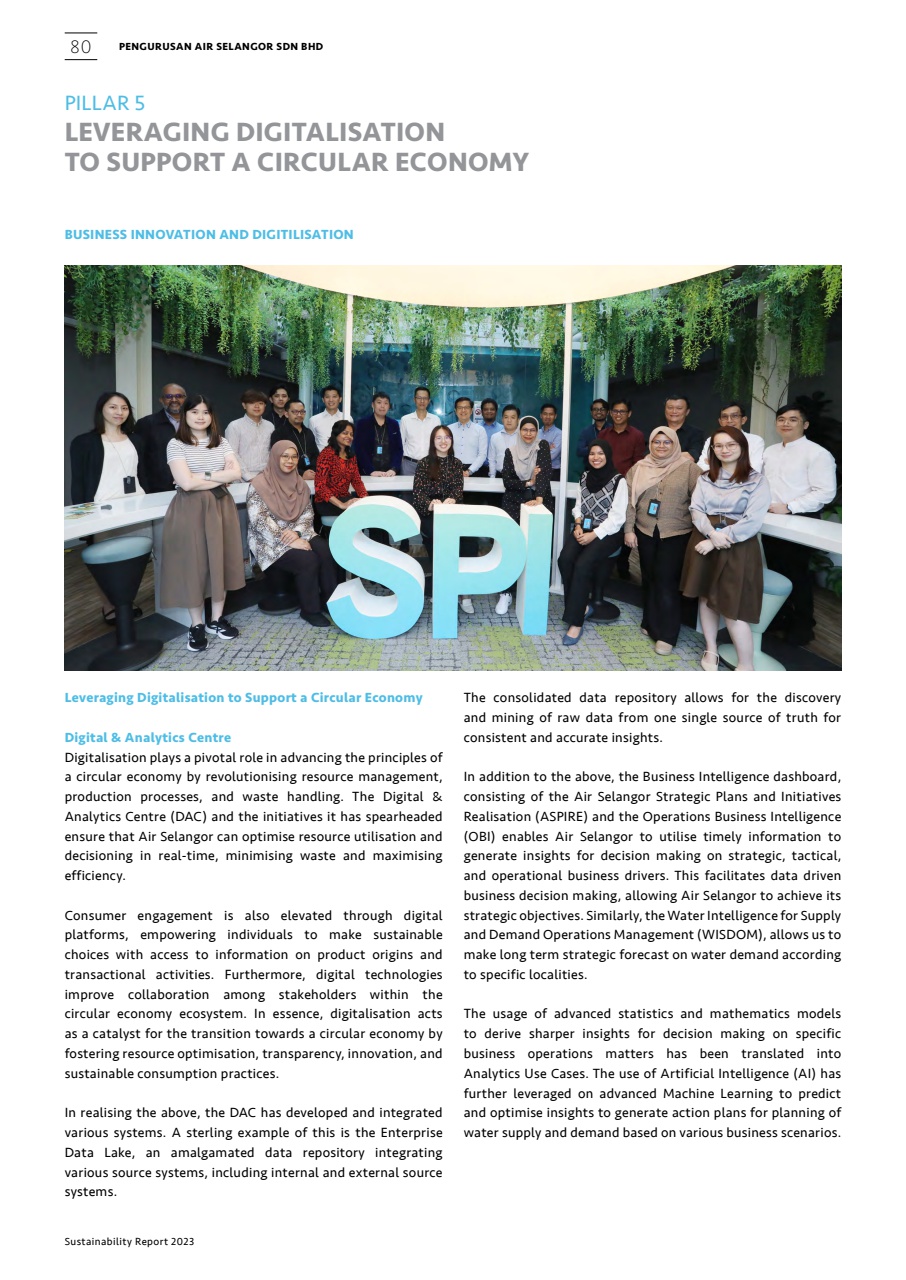 80
PENGURUSAN AIR SELANGOR SDN BHD
PILLAR 5
LEVERAGING DIGITALISATION
TO SUPPORT A CIRCULAR ECONOMY
BUSINESS INNOVATION AND DIGITILISATION
SPI
Leveraging Digitalisation to Support a Circular Economy
Digital & Analytics Centre
Digitalisation plays a pivotal role in advancing the principles of
a circular economy by revolutionising resource management,
production processes, and waste handling. The Digital &
Analytics Centre (DAC) and the initiatives it has spearheaded
ensure that Air Selangor can optimise resource utilisation and
decisioning in real-time, minimising waste and maximising
efficiency.
Consumer engagement is also elevated through digital
platforms, empowering individuals to make sustainable
choices with access to information on product origins and
transactional activities. Furthermore, digital technologies
improve collaboration among stakeholders within the
circular economy ecosystem. In essence, digitalisation acts
as a catalyst for the transition towards a circular economy by
fostering resource optimisation, transparency, innovation, and
sustainable consumption practices.
In realising the above, the DAC has developed and integrated
various systems. A sterling example of this is the Enterprise
Data Lake, an amalgamated data repository integrating
various source systems, including internal and external source
systems.
The consolidated data repository allows for the discovery
and mining of raw data from one single source of truth for
consistent and accurate insights.
In addition to the above, the Business Intelligence dashboard,
consisting of the Air Selangor Strategic Plans and Initiatives
Realisation (ASPIRE) and the Operations Business Intelligence
(OBI) enables Air Selangor to utilise timely information to
generate insights for decision making on strategic, tactical,
and operational business drivers. This facilitates data driven
business decision making, allowing Air Selangor to achieve its
strategic objectives. Similarly, the Water Intelligence for Supply
and Demand Operations Management (WISDOM), allows us to
make long term strategic forecast on water demand according
to specific localities.
The usage of advanced statistics and mathematics models
to derive sharper insights for decision making on specific
business operations matters has been translated into
Analytics Use Cases. The use of Artificial Intelligence (AI) has
further leveraged on advanced Machine Learning to predict
and optimise insights to generate action plans for planning of
water supply and demand based on various business scenarios.
Sustainability Report 2023